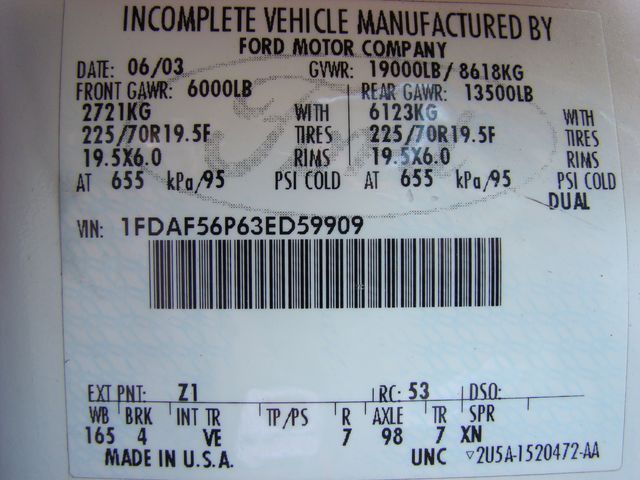 INCOMPLETE VEHICLE MANUFACTURED BY
FORD MOTOR COMPANY
DATE: 06/03 GVWR: 19000LB/ 8618KG
FRONT GAWR: 6000LB REAR GAWR: 13500LB
2721KG WITH 6123KG WITH
225/70R19.5F TIRES 225/70R19.5F TIRES
19.5X6.0 RIMS 19.5X6.0 RIMS
AT 655 kPa/95 PSI COLD AT 655 kPa/95 PSI COLD
DUAL
Ford
VIN: 1FDAF56P63ED59909
EXT PNT: Z1 RC: 53 DSO:
WB BRK INT TR TP/PS R AXLE TR SPR
165 4 VE 7 98 7 XN
MADE IN U.S.A. UNC ▽2U5A-1520472-AA